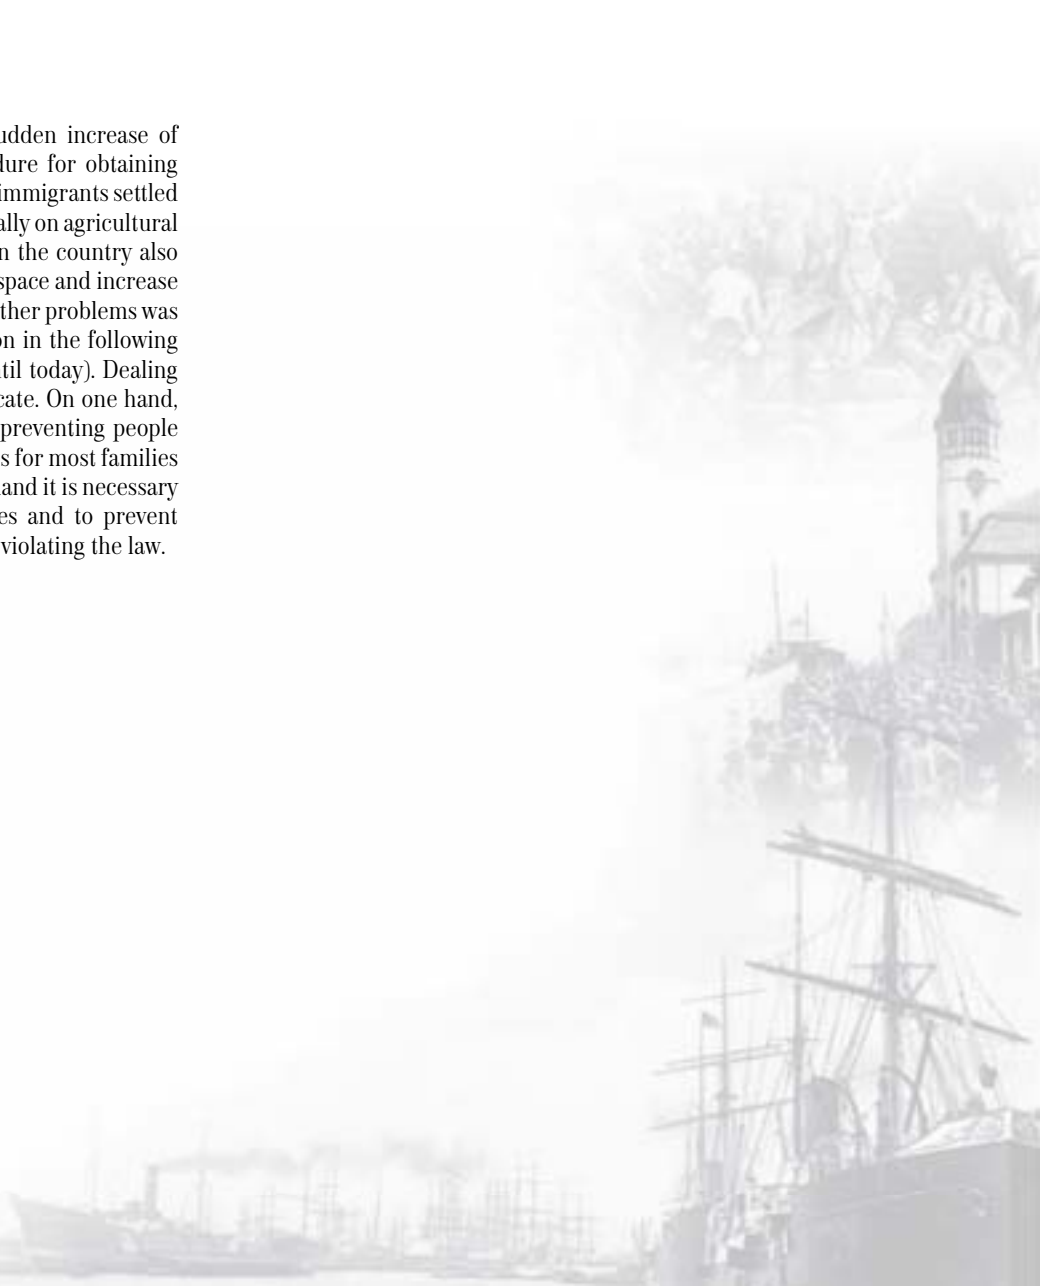 udden increase of
dure for obtaining
immigrants settled
ally on agricultural
n the country also
space and increase
ther problems was
on in the following
til today). Dealing
cate. On one hand,
preventing people
s for most families
and it is necessary
es and to prevent
violating the law.